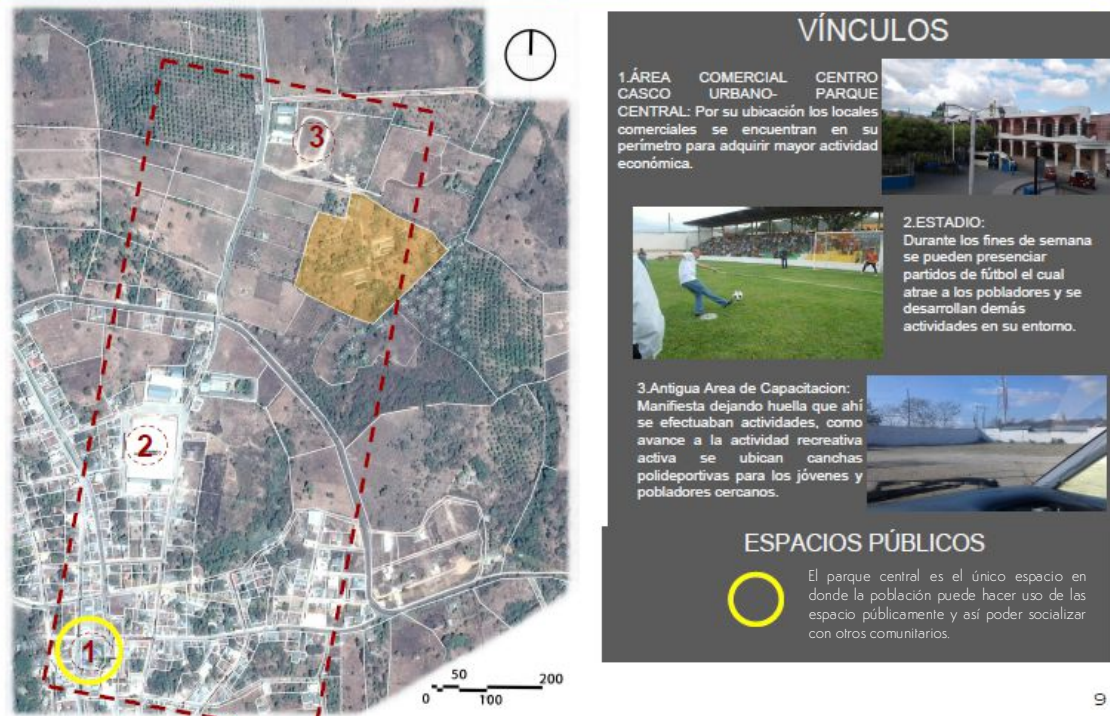 3
2
1
50
200
0
100
VÍNCULOS
1.ÁREA COMERCIAL CENTRO
CASCO URBANO- PARQUE
CENTRAL: Por su ubicación los locales
comerciales se encuentran en su
perímetro para adquirir mayor actividad
económica.
2.ESTADIO:
Durante los fines de semana
se pueden presenciar
partidos de fútbol el cual
atrae a los pobladores y se
desarrollan demás
actividades en su entorno.
3.Antigua Area de Capacitacion:
Manifiesta dejando huella que ahí
se efectuaban actividades, como
avance a la actividad recreativa
activa se ubican canchas
polideportivas para los jóvenes y
pobladores cercanos.
ESPACIOS PÚBLICOS
El parque central es el único espacio en
donde la población puede hacer uso de las
espacio públicamente y así poder socializar
con otros comunitarios.
9